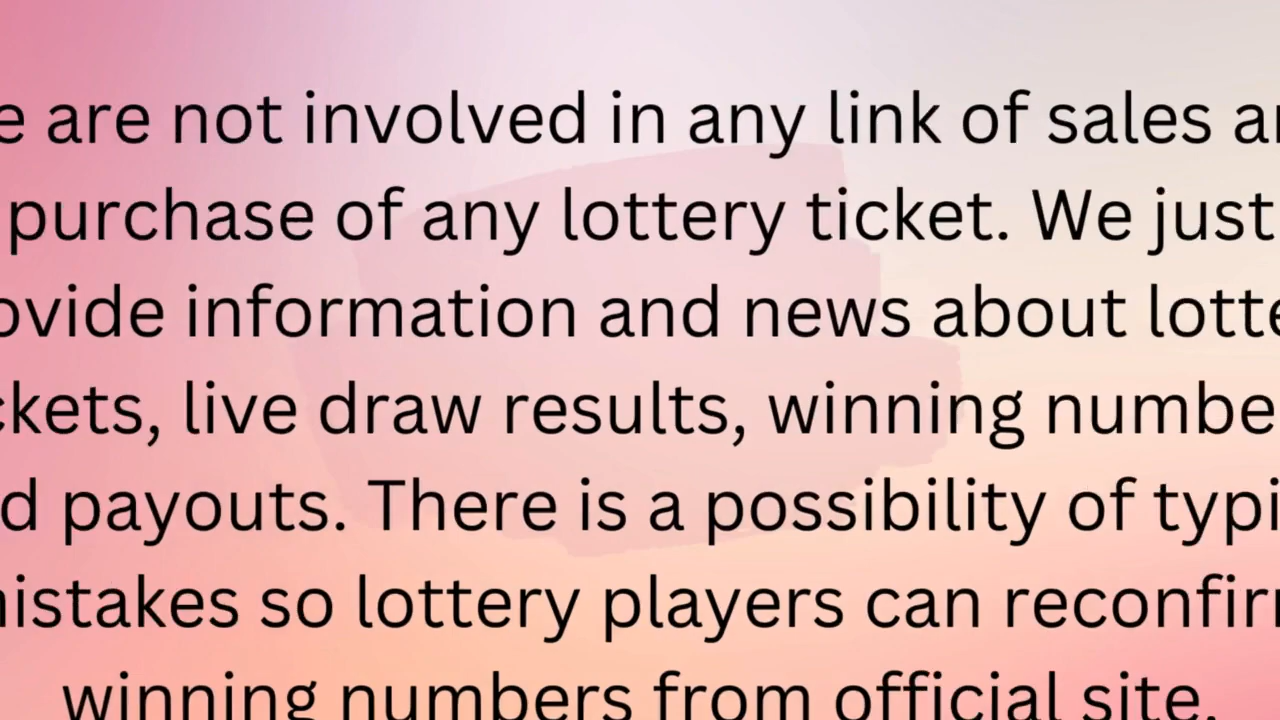 e are not involved in any link of sales an
purchase of any lottery ticket. We just
ovide information and news about lotte
ckets, live draw results, winning numbe
d payouts. There is a possibility of typi
nistakes so lottery players can reconfirm
winning numbers from official site.